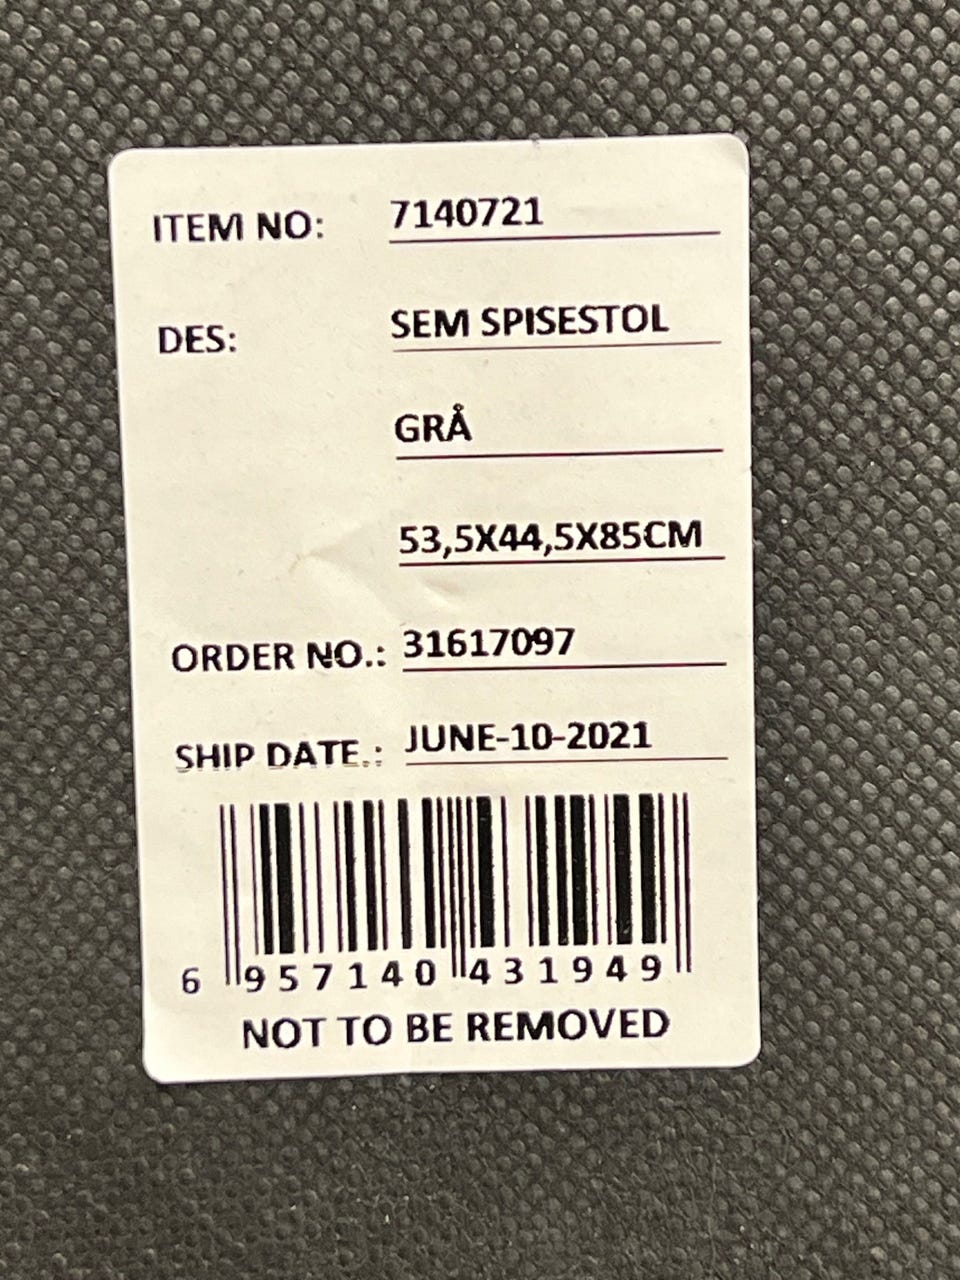 ITEM NO: 7140721
DES: SEM SPISESTOL
GRÅ
53,5X44,5X85CM
ORDER NO.: 31617097
SHIP DATE.: JUNE-10-2021
6 957140 431949
NOT TO BE REMOVED